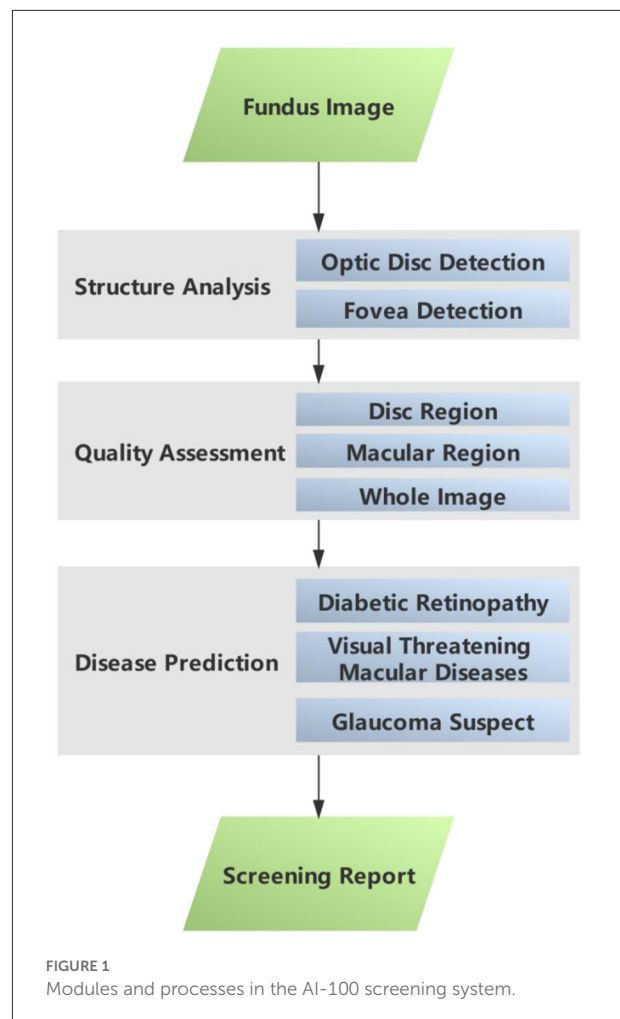 Fundus Image
Structure Analysis
Optic Disc Detection
Fovea Detection
Quality Assessment
Disc Region
Macular Region
Whole Image
Disease Prediction
Diabetic Retinopathy
Visual Threatening
Macular Diseases
Glaucoma Suspect
Screening Report
FIGURE 1
Modules and processes in the AI-100 screening system.